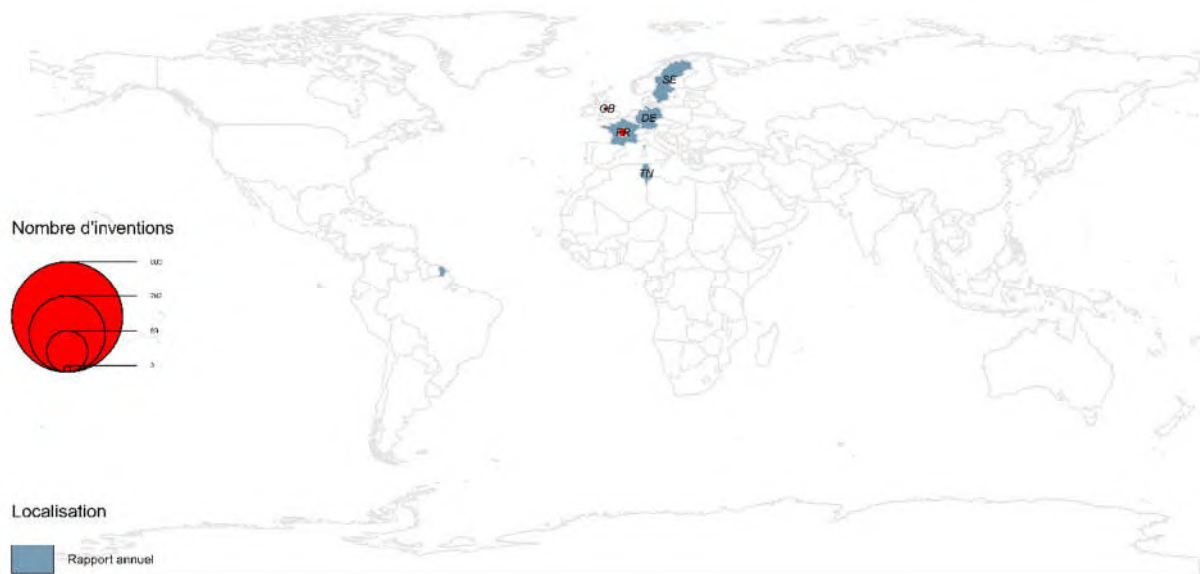 SE
GB
DE
FR
TN
Nombre d'inventions
Localisation
Rapport annuel